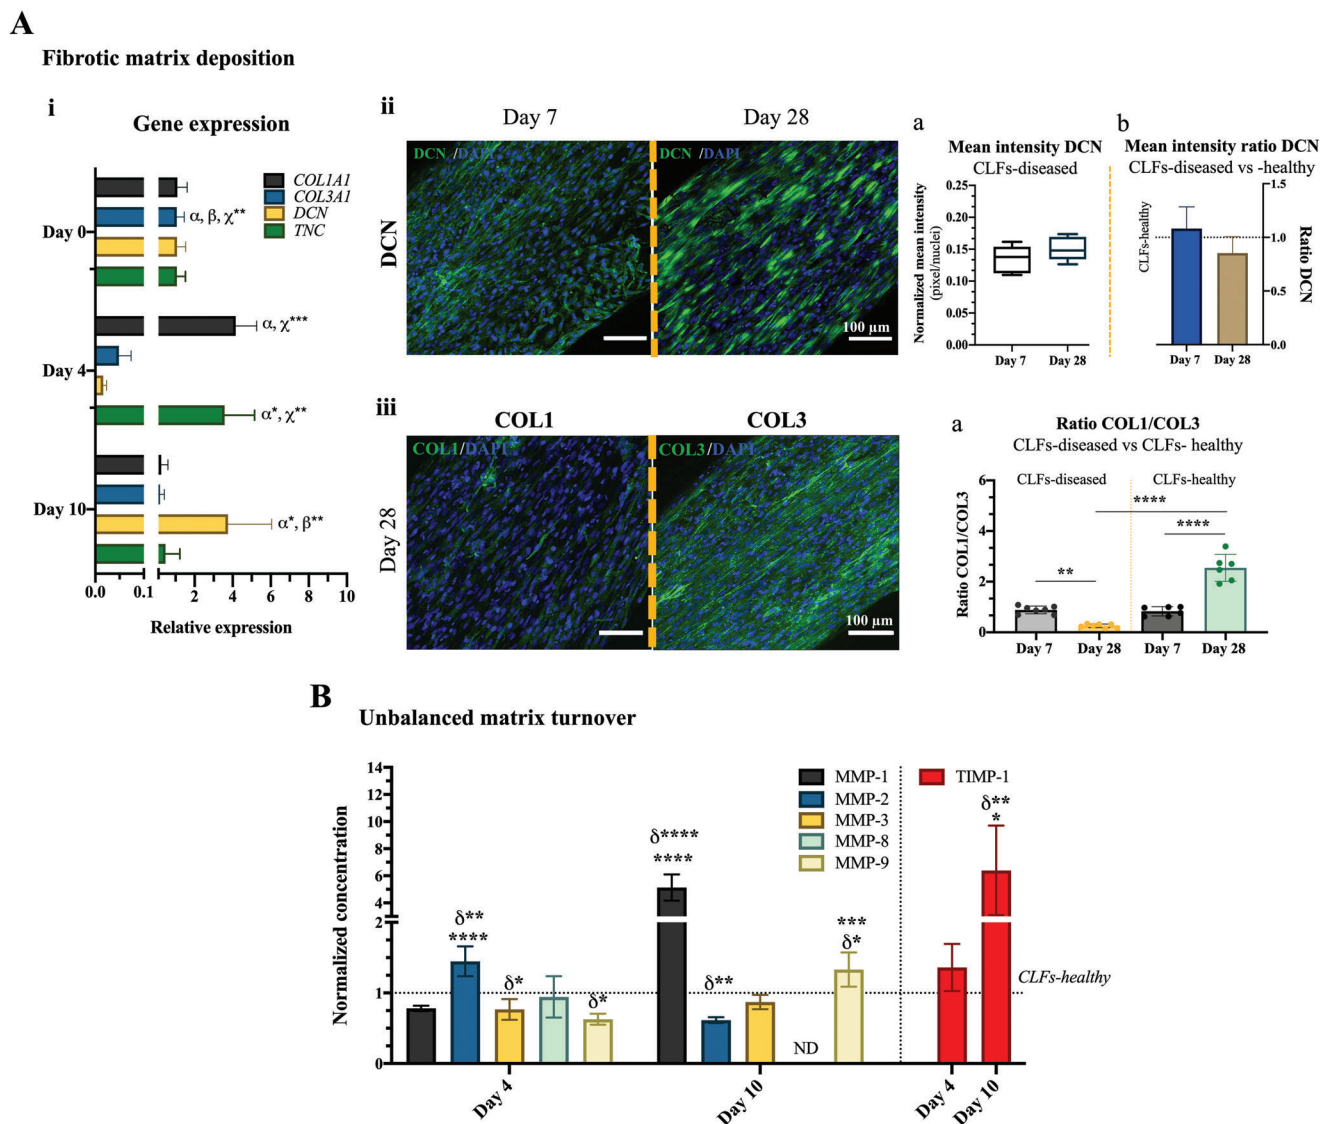 A
Fibrotic matrix deposition
i
Gene expression
COL1A1
COL3A1
DCN
TNC
Day 0
α, β, χ**
Day 4
α, χ***
α*, χ**
Day 10
α*, β**
0.0
0.1
2
4
6
8
10
Relative expression
ii
Day 7
Day 28
DCN
DCN /DAPI
DCN /DAPI
100 µm
a
Mean intensity DCN
CLFs-diseased
Normalized mean intensity
(pixel/nuclei)
0.25
0.20
0.15
0.10
0.05
0.00
Day 7
Day 28
b
Mean intensity ratio DCN
CLFs-diseased vs -healthy
CLFs-healthy
1.5
1.0
0.5
0.0
Ratio DCN
Day 7
Day 28
iii
COL1
COL3
Day 28
COL1/DAPI
COL3/DAPI
100 µm
a
Ratio COL1/COL3
CLFs-diseased vs CLFs- healthy
CLFs-diseased
CLFs-healthy
Ratio COL1/COL3
6
4
2
0
**
****
****
Day 7
Day 28
Day 7
Day 28
B
Unbalanced matrix turnover
Normalized concentration
14
12
10
8
6
4
2
1
0
MMP-1
MMP-2
MMP-3
MMP-8
MMP-9
TIMP-1
δ**
****
δ*
δ*
δ****
****
δ**
ND
***
δ*
δ**
*
CLFs-healthy
Day 4
Day 10
Day 4
Day 10